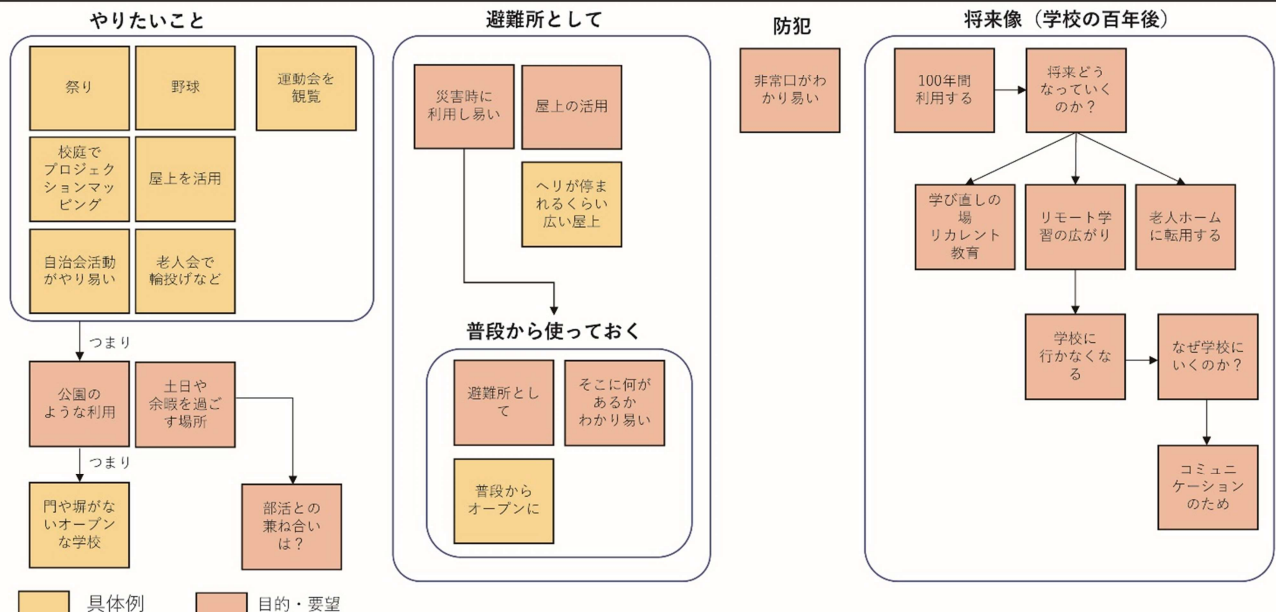 やりたいこと
祭り
野球
運動会を
観覧
校庭で
プロジェク
ションマッ
ピング
屋上を活用
自治会活動
がやり易い
老人会で
輪投げなど
つまり
公園の
ような利用
土日や
余暇を過ご
す場所
つまり
門や塀がな
いオープン
な学校
部活との
兼ね合い
は？
避難所として
災害時に
利用し易い
屋上の活用
ヘリが停ま
れるくらい
広い屋上
普段から使っておく
避難所とし
て
そこに何が
あるか
わかり易い
普段から
オープンに
防犯
非常口がわ
かり易い
将来像（学校の百年後）
100年間
利用する
将来どう
なっていく
のか？
学び直しの
場
リカレント
教育
リモート学
習の広がり
老人ホーム
に転用する
学校に
行かなくな
る
なぜ学校に
いくのか？
コミュニ
ケーション
のため
具体例
目的・要望